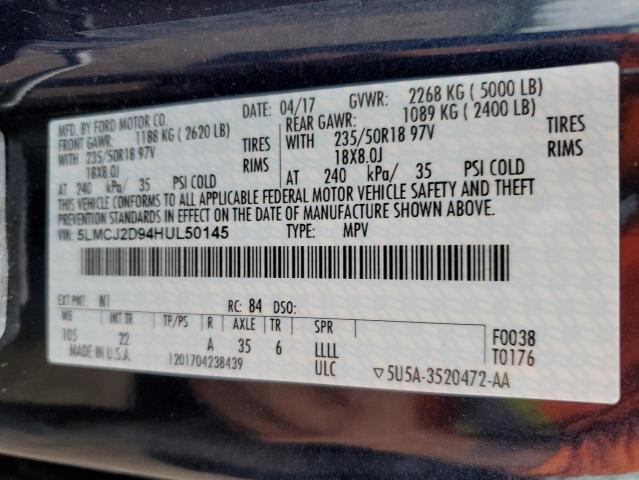 MFD. BY FORD MOTOR CO.
DATE: 04/17 GVWR: 2268 KG ( 5000 LB)
FRONT GAWR: 1188 KG ( 2620 LB) REAR GAWR: 1089 KG ( 2400 LB)
WITH 235/50R18 97V TIRES WITH 235/50R18 97V TIRES
18X8.0J RIMS 18X8.0J RIMS
AT 240 kPa/ 35 PSI COLD AT 240 kPa/ 35 PSI COLD
THIS VEHICLE CONFORMS TO ALL APPLICABLE FEDERAL MOTOR VEHICLE SAFETY AND THEFT
PREVENTION STANDARDS IN EFFECT ON THE DATE OF MANUFACTURE SHOWN ABOVE.
VIN: 5LMCJ2D94HUL50145 TYPE: MPV
EXT PNT: N1 RC: 84 DSO:
WB INT TR TP/PS R AXLE TR SPR F0038
105 22 A 35 6 LLLL T0176
MADE IN U.S.A. 1201704238439 ULC ▽5U5A-3520472-AA